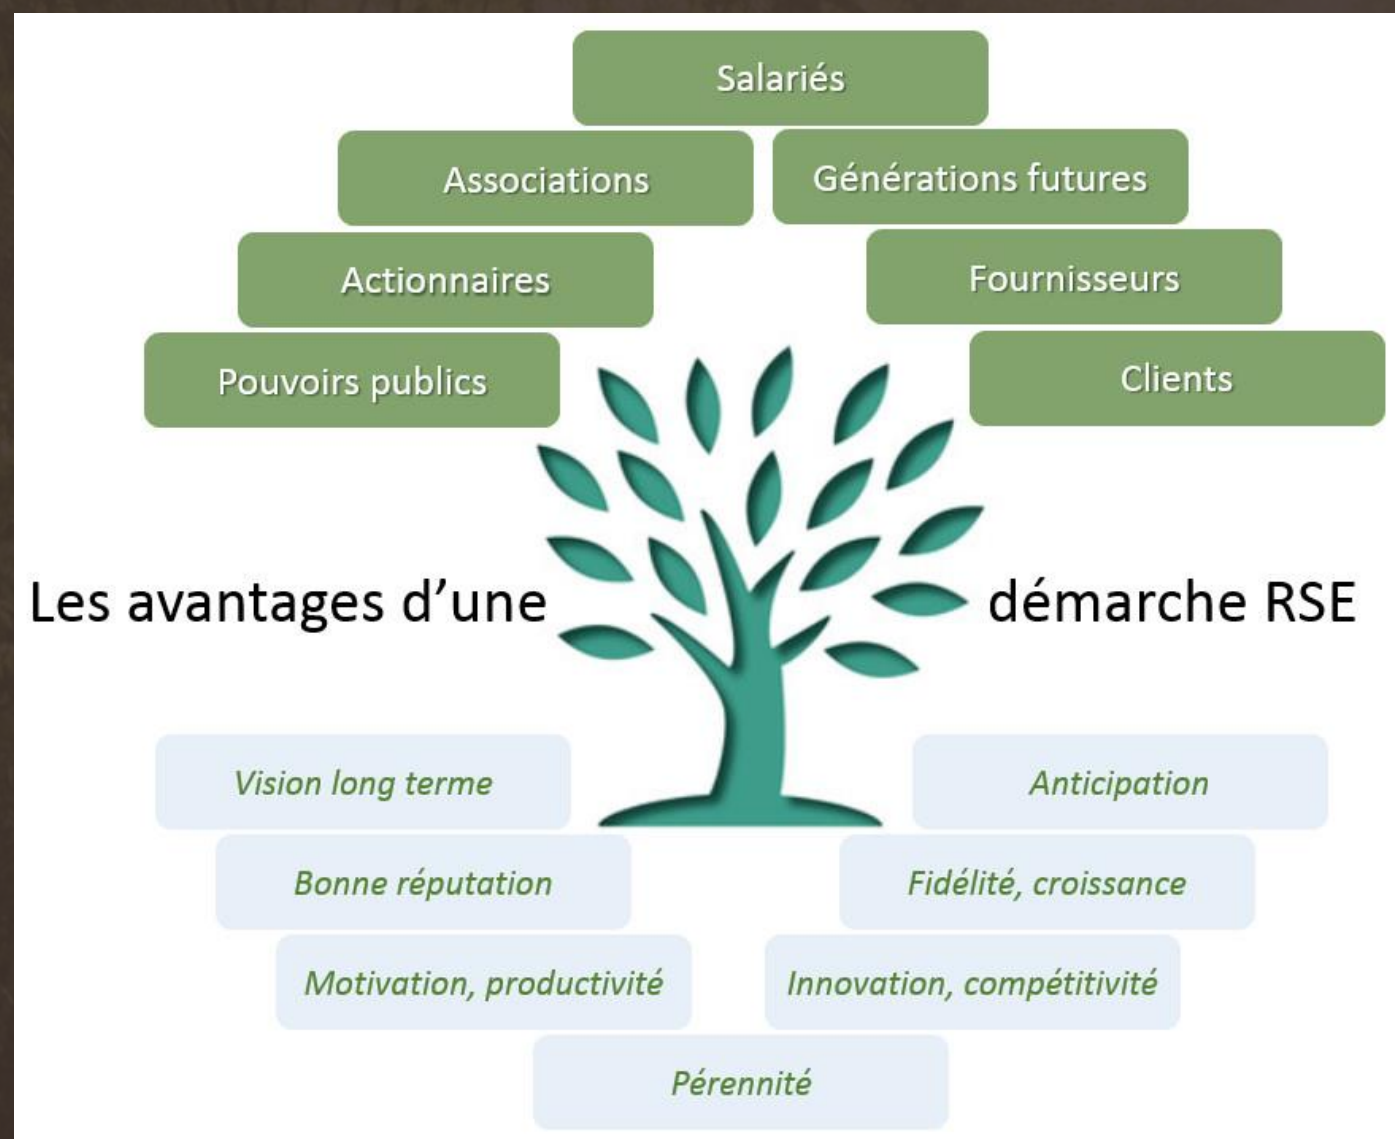 Salariés
Associations
Générations futures
Actionnaires
Fournisseurs
Pouvoirs publics
Clients
Les avantages d’une démarche RSE
Vision long terme
Anticipation
Bonne réputation
Fidélité, croissance
Motivation, productivité
Innovation, compétitivité
Pérennité